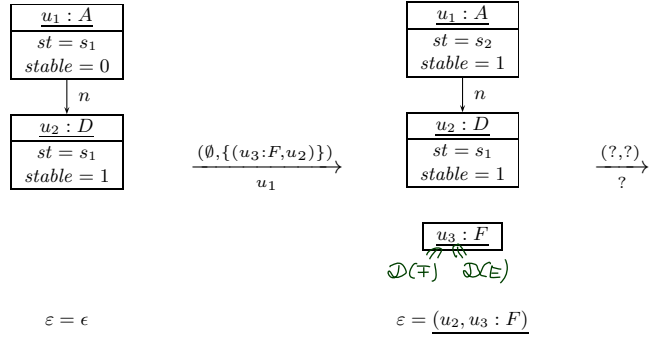 u₁ : A
st = s₁
stable = 0
n
u₂ : D
st = s₁
stable = 1
ε = ϵ
(∅,{(u₃:F,u₂)})
u₁
u₁ : A
st = s₂
stable = 1
n
u₂ : D
st = s₁
stable = 1
u₃ : F
𝒟(F) 𝒟(E)
ε = (u₂, u₃ : F)
(?,?)
?